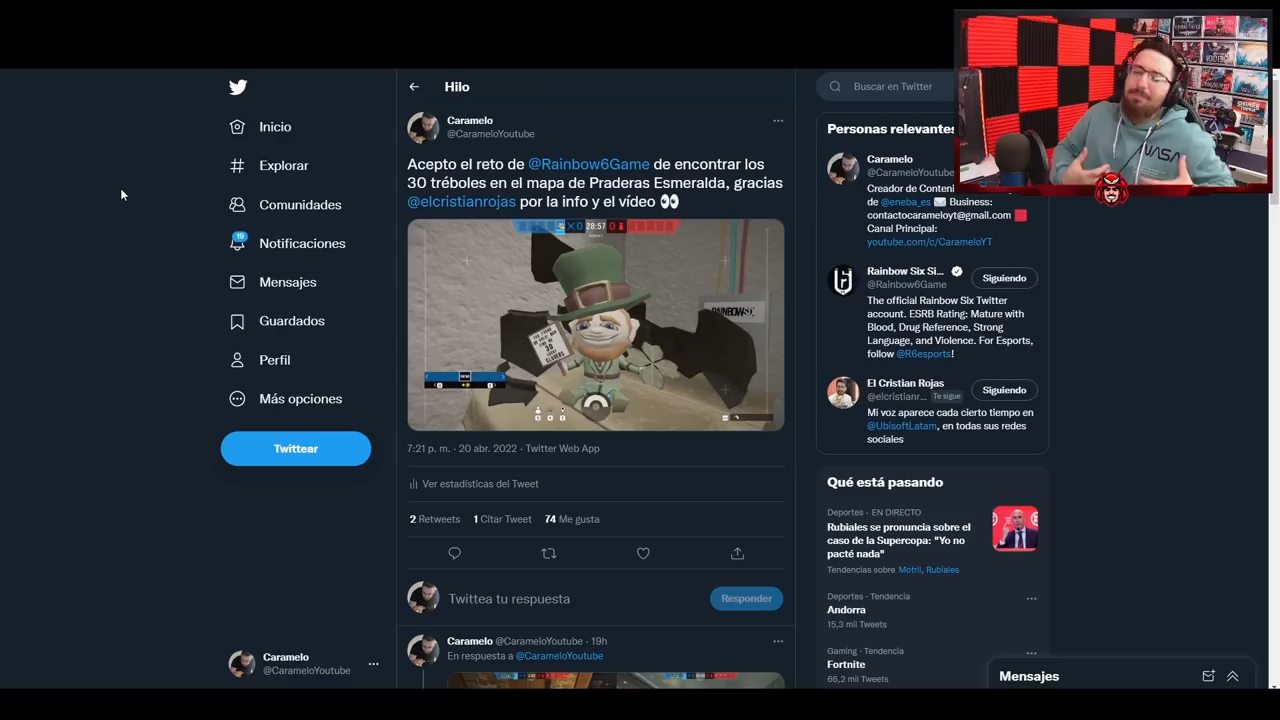 Hilo
Buscar en Twitter
Inicio
Explorar
Comunidades
19
Notificaciones
Mensajes
Guardados
Perfil
Más opciones
Twittear
Caramelo
@CarameloYoutube
Caramelo
@CarameloYoutube
Acepto el reto de @Rainbow6Game de encontrar los
30 tréboles en el mapa de Praderas Esmeralda, gracias
@elcristianrojas por la info y el vídeo 👀
0 28:57 0
30
CLOVERS
7:21 p. m. · 20 abr. 2022 · Twitter Web App
Ver estadísticas del Tweet
2 Retweets 1 Citar Tweet 74 Me gusta
Twittea tu respuesta
Responder
Caramelo @CarameloYoutube · 19h
En respuesta a @CarameloYoutube
Personas relevantes
Caramelo
@CarameloYoutu
Creador de Conteni
de @eneba_es ✉️ Business:
contactocarameloyt@gmail.com 🟥
Canal Principal:
youtube.com/c/CarameloYT
Rainbow Six Si...
@Rainbow6Game
Siguiendo
The official Rainbow Six Twitter
account. ESRB Rating: Mature with
Blood, Drug Reference, Strong
Language, and Violence. For Esports,
follow @R6esports!
El Cristian Rojas
@elcristianr... Te sigue
Siguiendo
Mi voz aparece cada cierto tiempo en
@UbisoftLatam, en todas sus redes
sociales
Qué está pasando
Deportes · EN DIRECTO
Rubiales se pronuncia sobre el
caso de la Supercopa: "Yo no
pacté nada"
Tendencias sobre Motril, Rubiales
Deportes · Tendencia
Andorra
15,3 mil Tweets
Gaming · Tendencia
Fortnite
66,2 mil Tweets
Mensajes
NASA